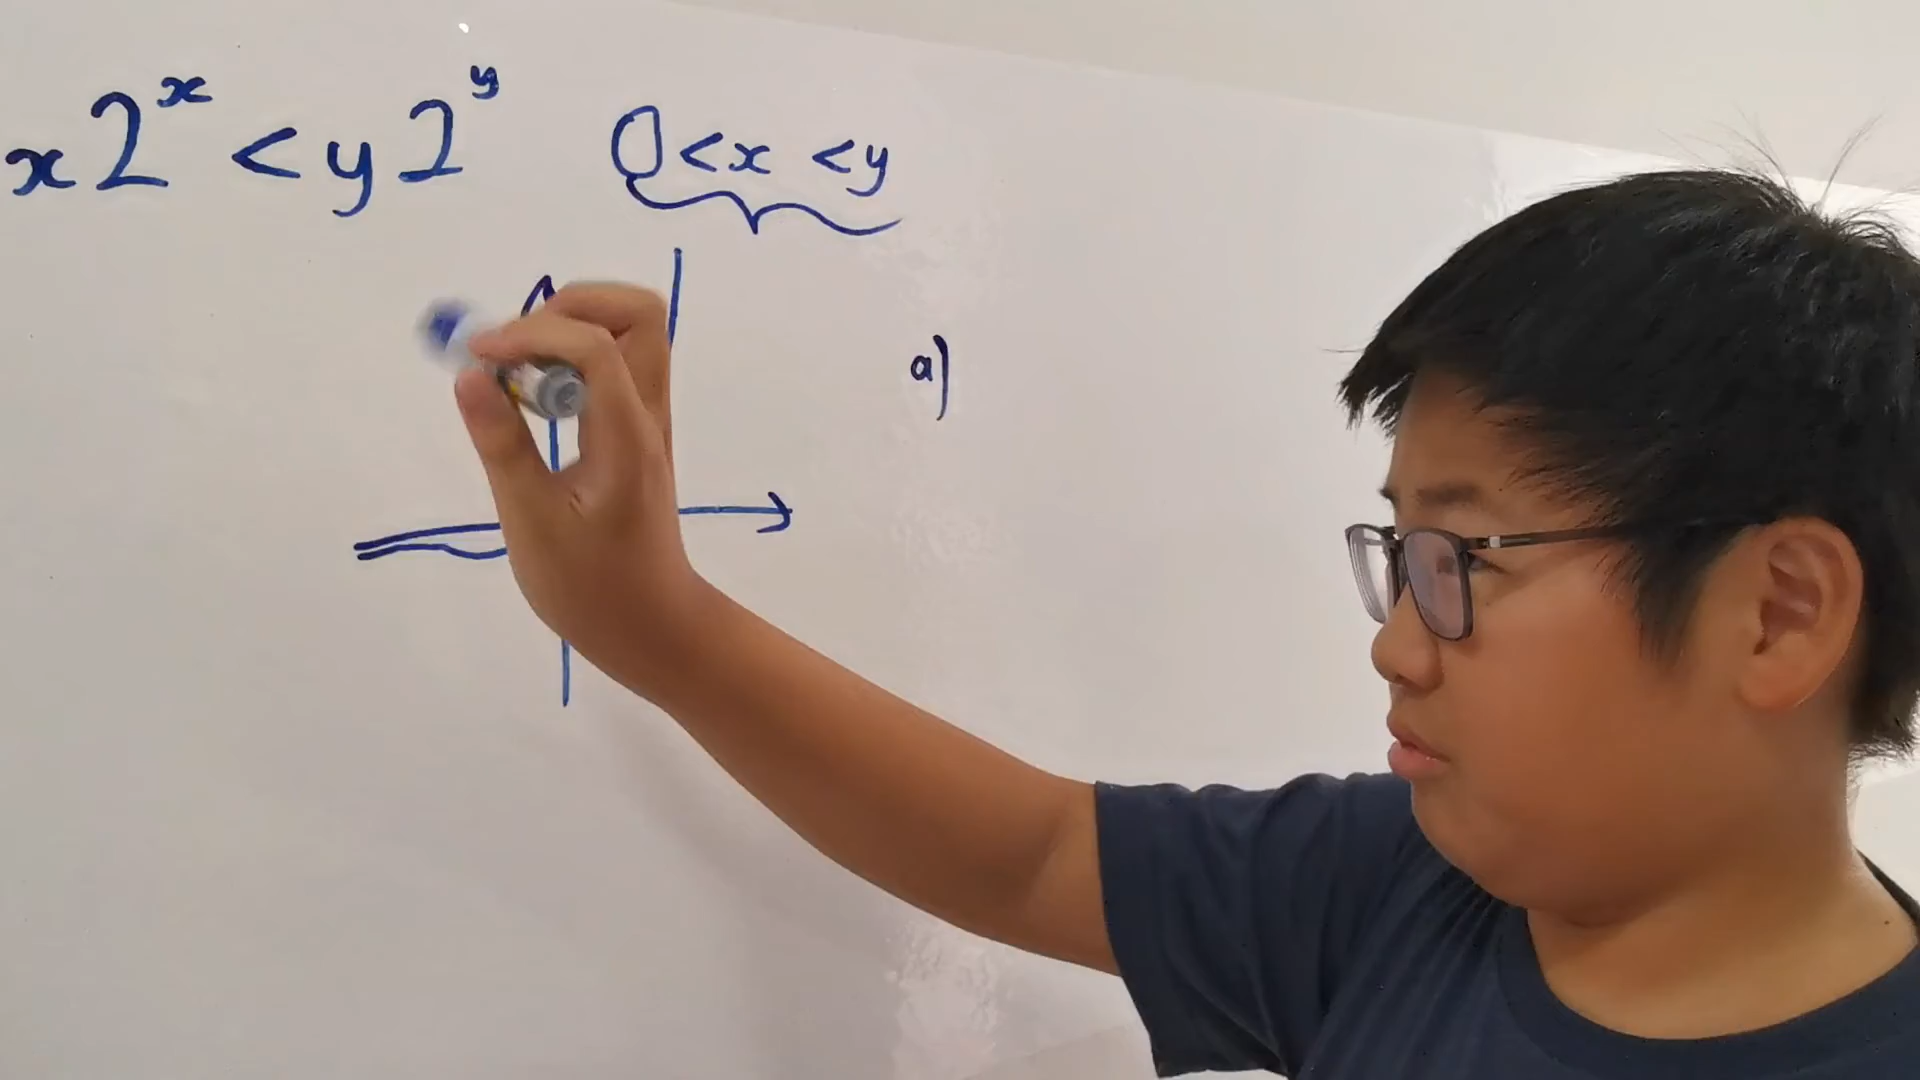 x2^x < y2^y 0 < x < y
a)